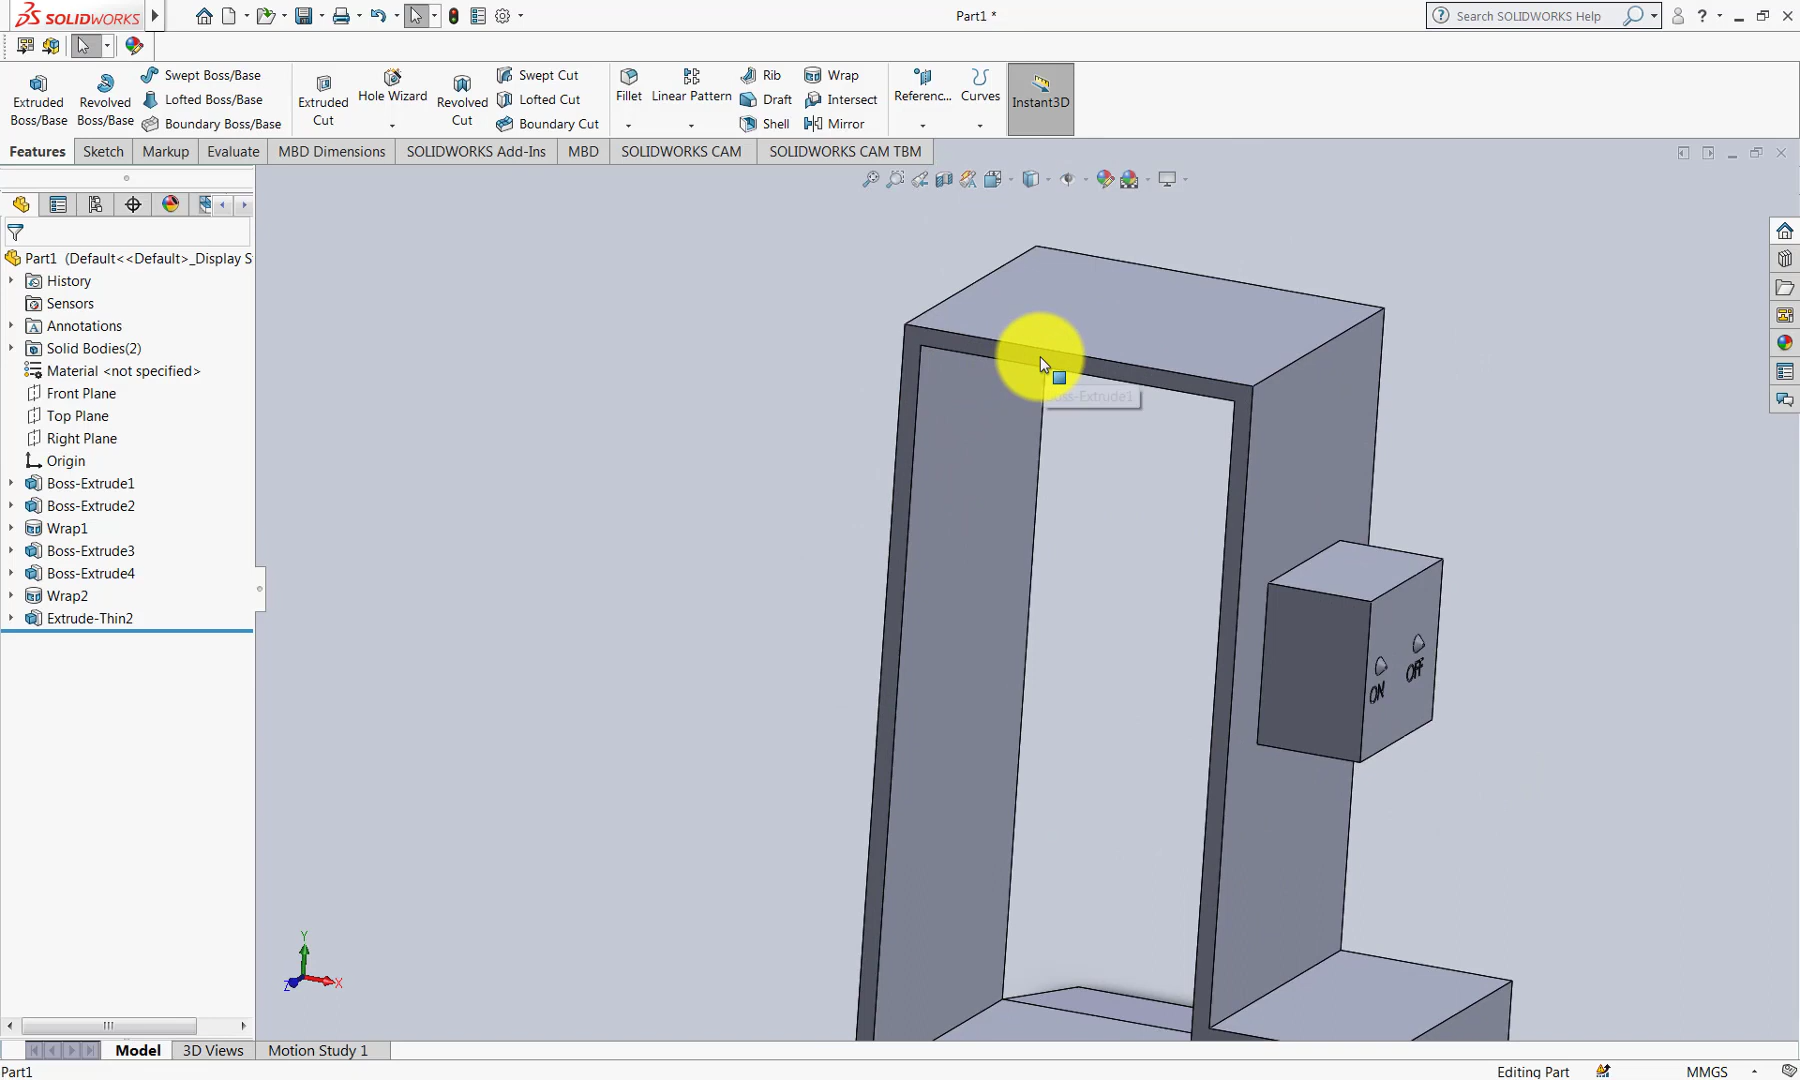 SOLIDWORKS
Part1 *
Search SOLIDWORKS Help
Extruded Boss/Base
Revolved Boss/Base
Swept Boss/Base
Lofted Boss/Base
Boundary Boss/Base
Extruded Cut
Hole Wizard
Revolved Cut
Swept Cut
Lofted Cut
Boundary Cut
Fillet
Linear Pattern
Rib
Draft
Shell
Wrap
Intersect
Mirror
Referenc...
Curves
Instant3D
Features
Sketch
Markup
Evaluate
MBD Dimensions
SOLIDWORKS Add-Ins
MBD
SOLIDWORKS CAM
SOLIDWORKS CAM TBM
Part1 (Default<<Default>_Display S
History
Sensors
Annotations
Solid Bodies(2)
Material <not specified>
Front Plane
Top Plane
Right Plane
Origin
Boss-Extrude1
Boss-Extrude2
Wrap1
Boss-Extrude3
Boss-Extrude4
Wrap2
Extrude-Thin2
Boss-Extrude1
ON
OFF
Y
Z
X
Model
3D Views
Motion Study 1
Part1
Editing Part
MMGS